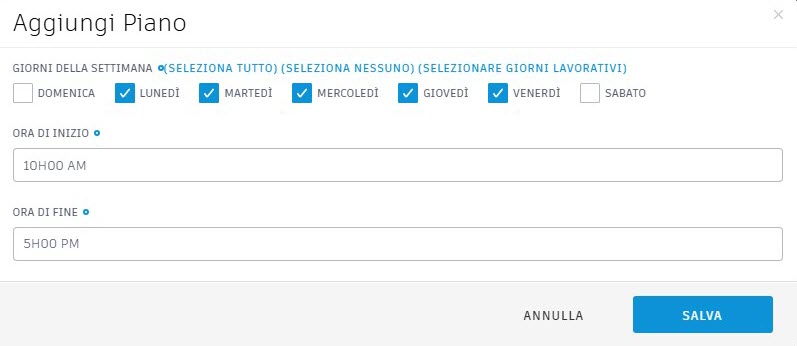 Aggiungi Piano
GIORNI DELLA SETTIMANA (SELEZIONA TUTTO) (SELEZIONA NESSUNO) (SELEZIONARE GIORNI LAVORATIVI)
DOMENICA LUNEDÌ MARTEDÌ MERCOLEDÌ GIOVEDÌ VENERDÌ SABATO
ORA DI INIZIO
10H00 AM
ORA DI FINE
5H00 PM
ANNULLA SALVA